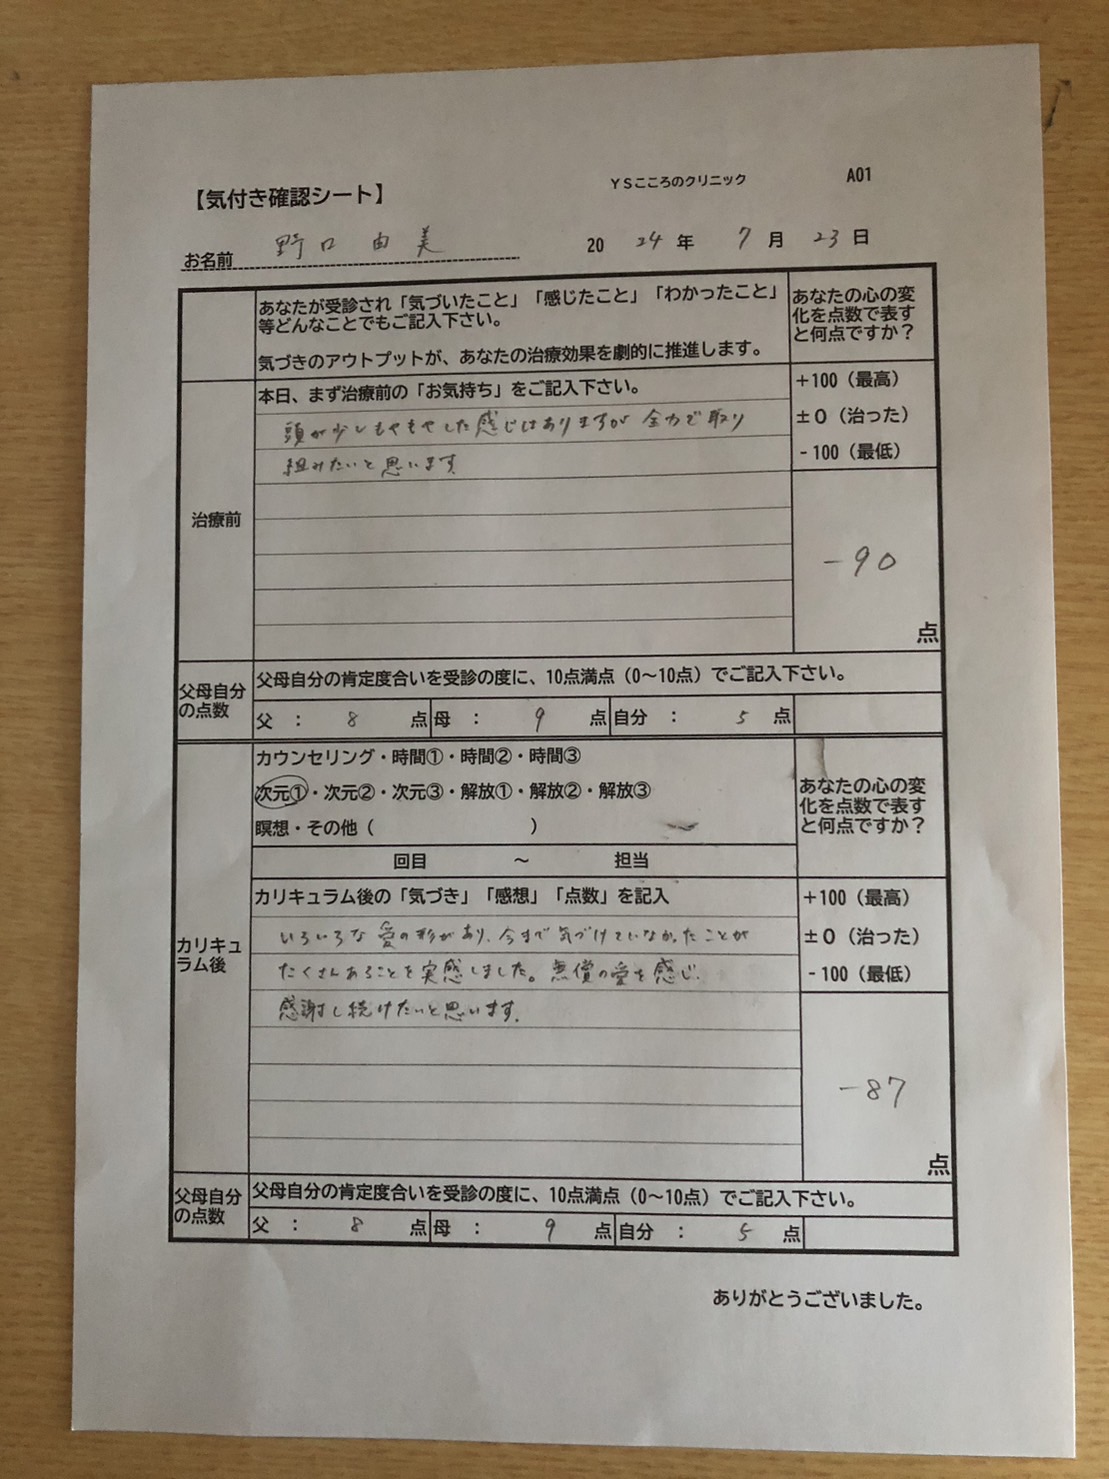 YSこころのクリニック A01
【気付き確認シート】
お名前 野口 由美 20 24 年 7 月 23 日
あなたが受診され「気づいたこと」「感じたこと」「わかったこと」
等どんなことでもご記入下さい。
気づきのアウトプットが、あなたの治療効果を劇的に推進します。
あなたの心の変
化を点数で表す
と何点ですか？
治療前
本日、まず治療前の「お気持ち」をご記入下さい。
頭が少しもやもやした感じはありますが 全力で取り
組みたいと思います
+100（最高）
±0（治った）
-100（最低）
-90
点
父母自分
の点数
父母自分の肯定度合いを受診の度に、10点満点（0～10点）でご記入下さい。
父 ： 8 点 母 ： 9 点 自分 ： 5 点
カリキュ
ラム後
カウンセリング・時間①・時間②・時間③
次元①・次元②・次元③・解放①・解放②・解放③
瞑想・その他（ ）
回目 ～ 担当
あなたの心の変
化を点数で表す
と何点ですか？
カリキュラム後の「気づき」「感想」「点数」を記入
いろいろな 愛の形があり、今まで気づけていなかったことが
たくさんあることを実感しました。無償の愛を感じ、
感謝し続けたいと思います。
+100（最高）
±0（治った）
-100（最低）
-87
点
父母自分
の点数
父母自分の肯定度合いを受診の度に、10点満点（0～10点）でご記入下さい。
父 ： 8 点 母 ： 9 点 自分 ： 5 点
ありがとうございました。